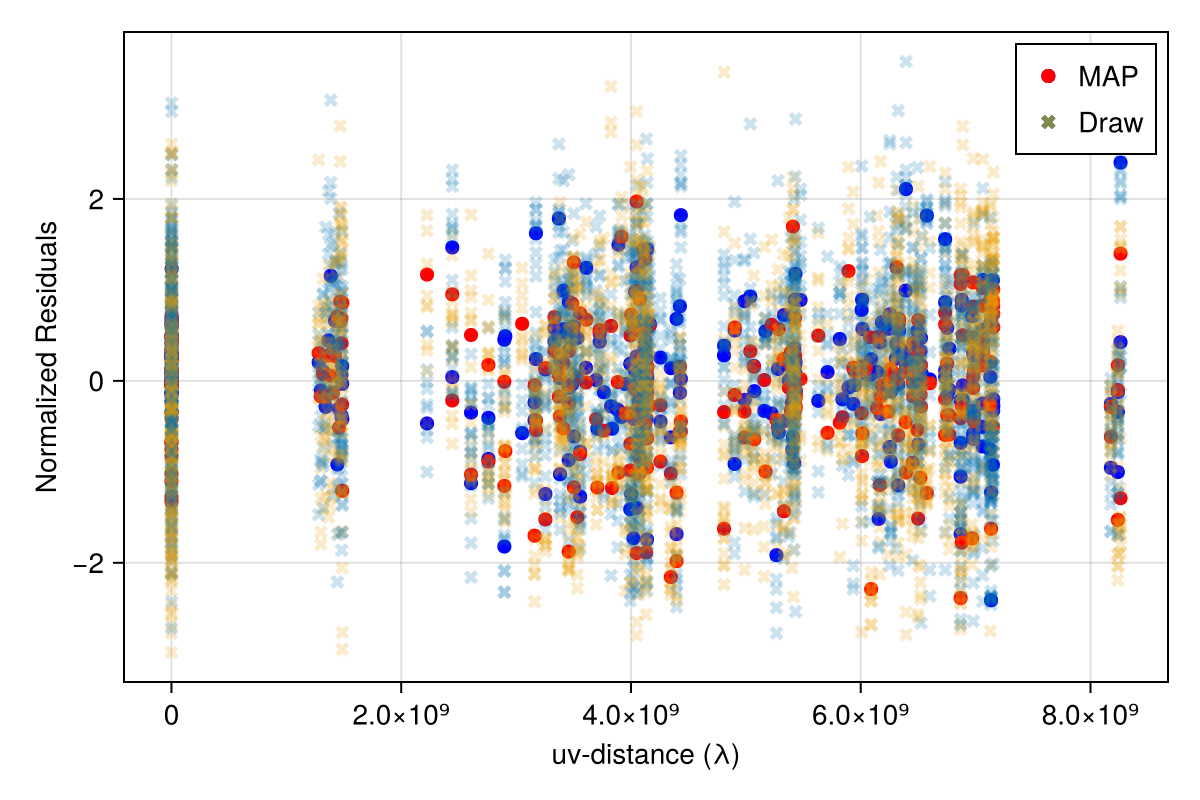 MAP
Draw
Normalized Residuals
2
0
−2
0
2.0×10⁹
4.0×10⁹
6.0×10⁹
8.0×10⁹
uv-distance (λ)